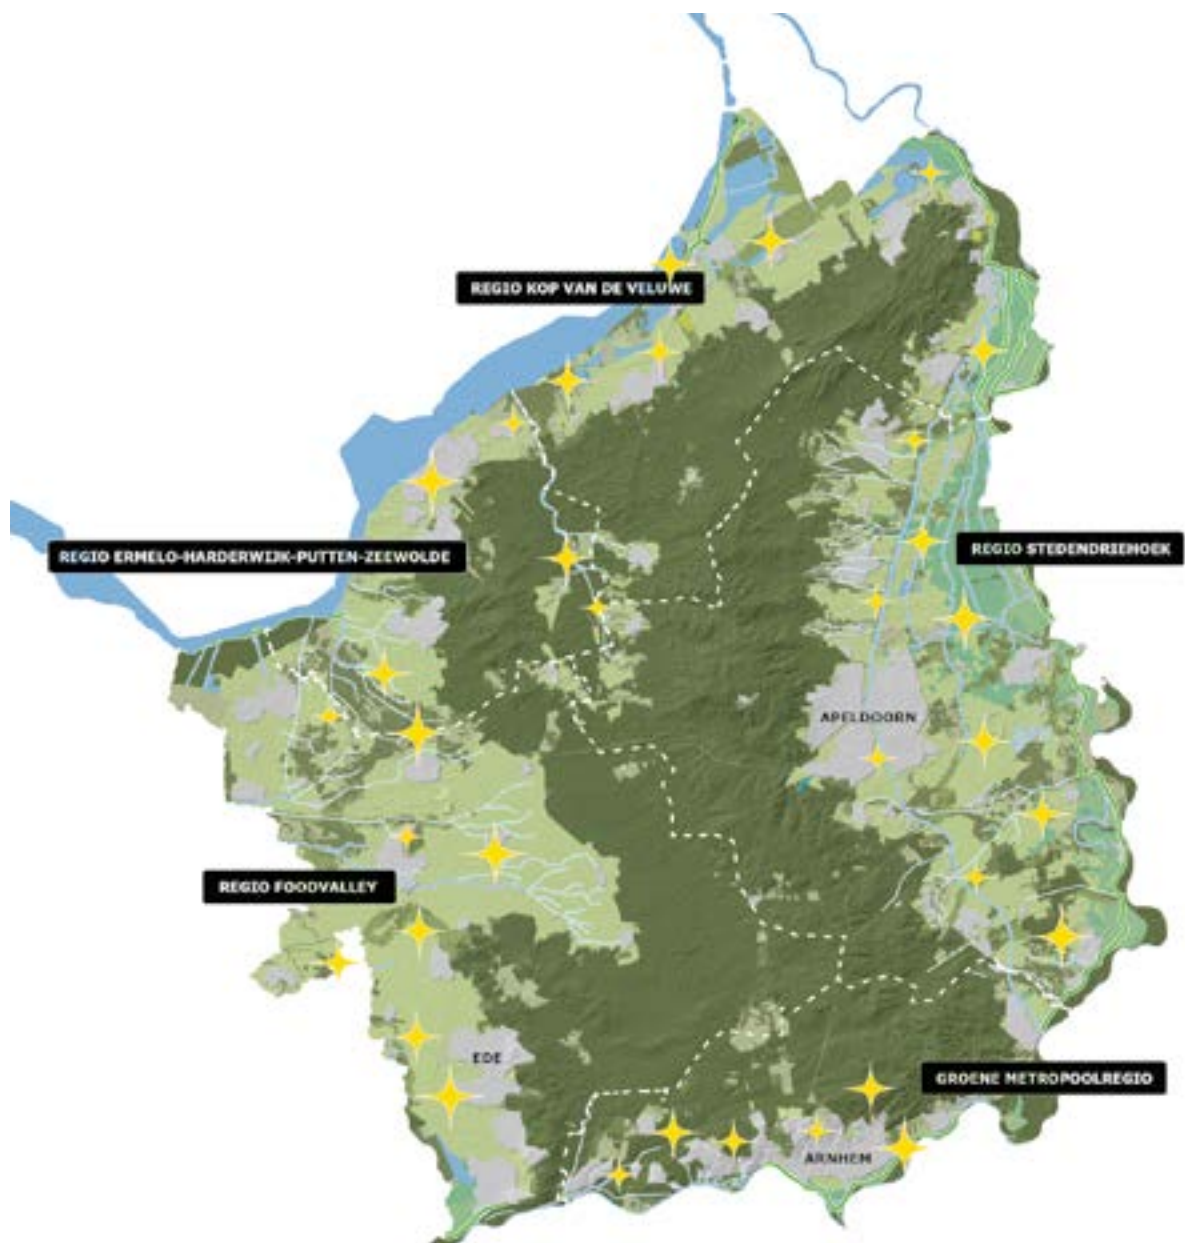 REGIO KOP VAN DE VELUWE
REGIO ERMELO-HARDERWIJK-PUTTEN-ZEEWOLDE
REGIO STEDENDRIEHOEK
APELDOORN
REGIO FOODVALLEY
EDE
GROENE METROPOOLREGIO
ARNHEM